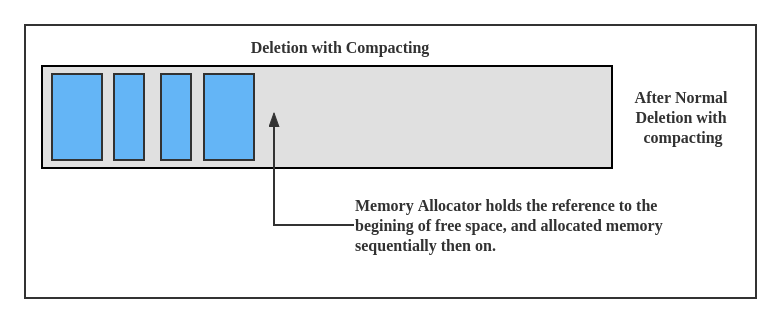 Deletion with Compacting
After Normal
Deletion with
compacting
Memory Allocator holds the reference to the
begining of free space, and allocated memory
sequentially then on.